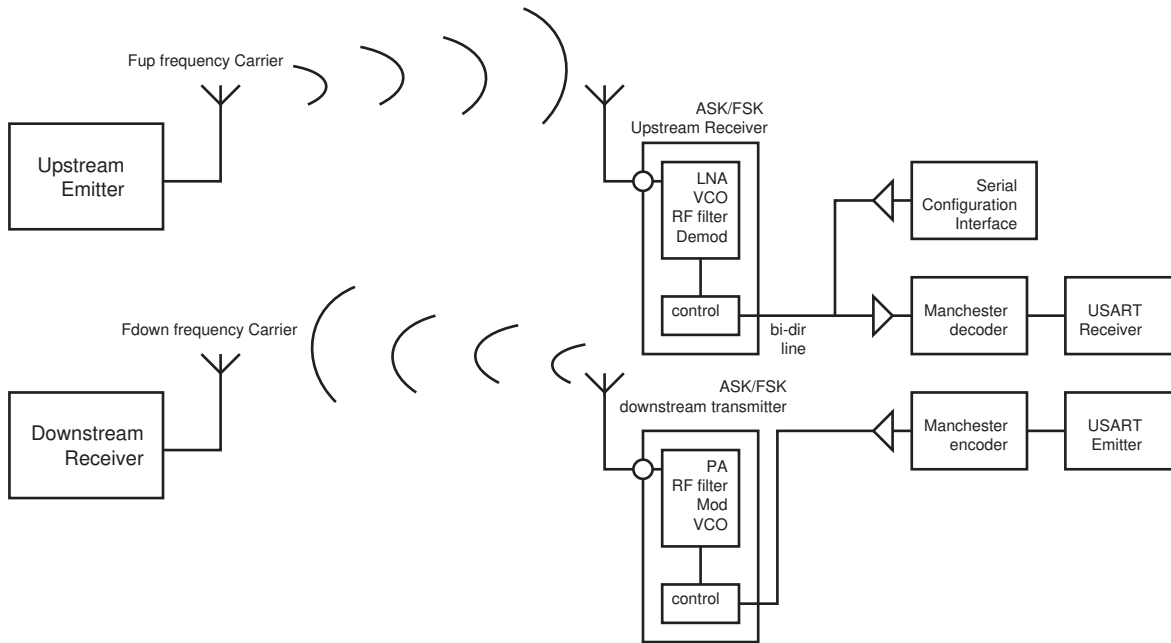 Fup frequency Carrier
Upstream
Emitter
ASK/FSK
Upstream Receiver
LNA
VCO
RF filter
Demod
control
bi-dir
line
Serial
Configuration
Interface
Manchester
decoder
USART
Receiver
Fdown frequency Carrier
Downstream
Receiver
ASK/FSK
downstream transmitter
PA
RF filter
Mod
VCO
control
Manchester
encoder
USART
Emitter